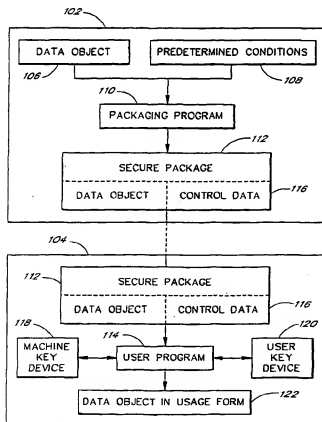 102
DATA OBJECT
PREDETERMINED CONDITIONS
106
108
110
PACKAGING PROGRAM
112
SECURE PACKAGE
DATA OBJECT CONTROL DATA
116
104
112
SECURE PACKAGE
DATA OBJECT CONTROL DATA
116
118
114
120
MACHINE KEY DEVICE
USER PROGRAM
USER KEY DEVICE
DATA OBJECT IN USAGE FORM
122